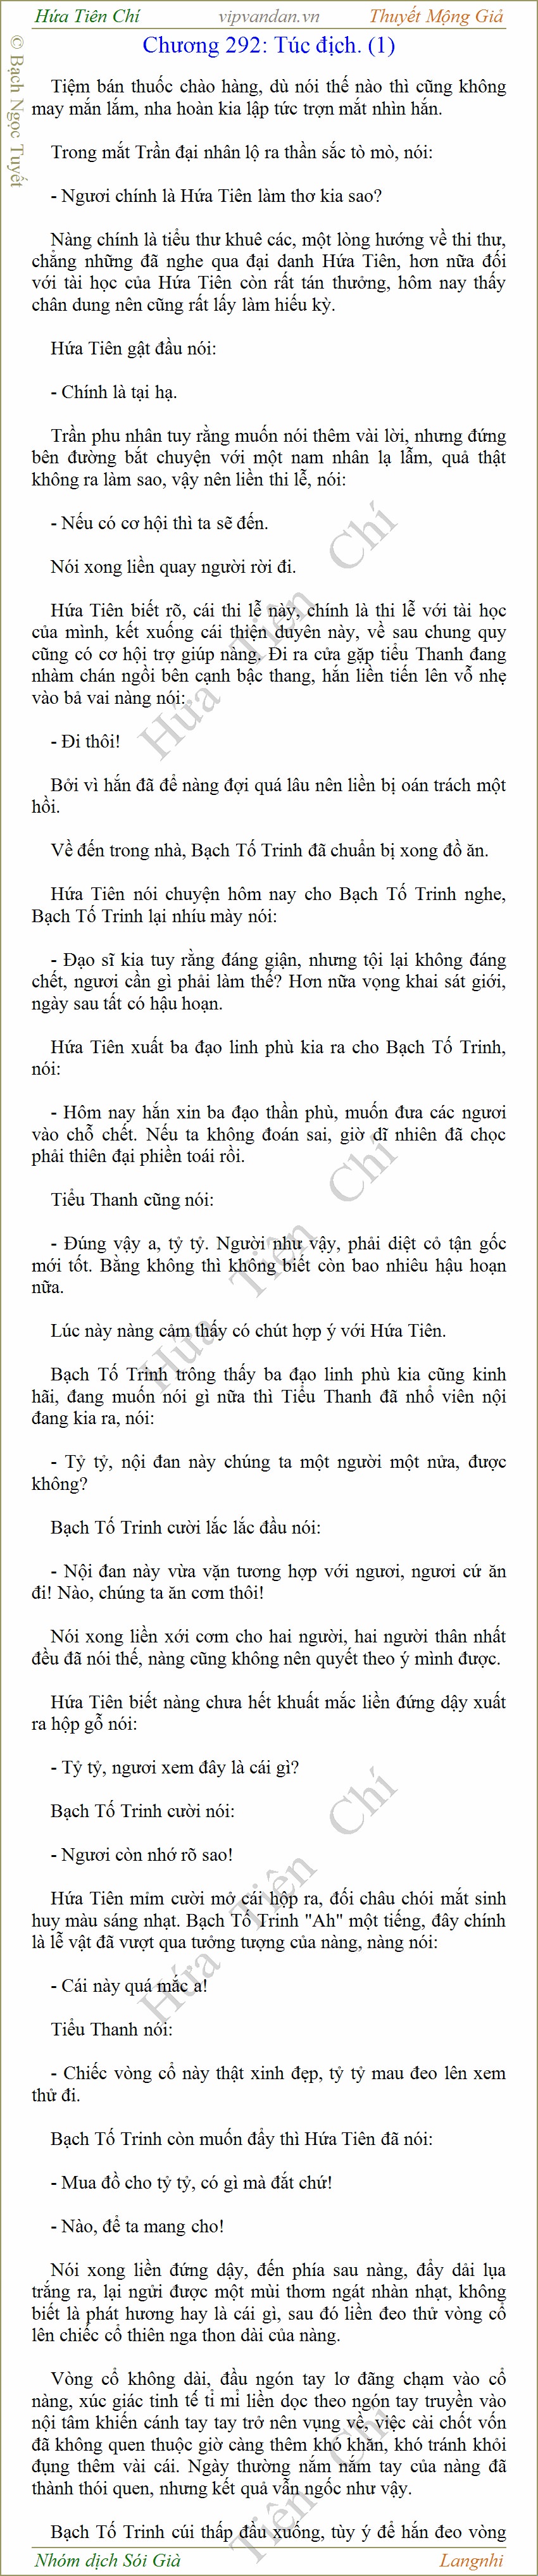 Hứa Tiên Chí vipvandan.vn Thuyết Mộng Giả
© Bạch Ngọc Tuyết
Chương 292: Túc địch. (1)
Tiệm bán thuốc chào hàng, dù nói thế nào thì cũng không
may mắn lắm, nha hoàn kia lập tức trợn mắt nhìn hắn.
Trong mắt Trần đại nhân lộ ra thần sắc tò mò, nói:
- Ngươi chính là Hứa Tiên làm thơ kia sao?
Nàng chính là tiểu thư khuê các, một lòng hướng về thi thư,
chẳng những đã nghe qua đại danh Hứa Tiên, hơn nữa đối
với tài học của Hứa Tiên còn rất tán thưởng, hôm nay thấy
chân dung nên cũng rất lấy làm hiếu kỳ.
Hứa Tiên gật đầu nói:
- Chính là tại hạ.
Trần phu nhân tuy rằng muốn nói thêm vài lời, nhưng đứng
bên đường bắt chuyện với một nam nhân lạ lẫm, quả thật
không ra làm sao, vậy nên liền thi lễ, nói:
- Nếu có cơ hội thì ta sẽ đến.
Nói xong liền quay người rời đi.
Hứa Tiên biết rõ, cái thi lễ này, chính là thi lễ với tài học
của mình, kết xuống cái thiện duyên này, về sau chung quy
cũng có cơ hội trợ giúp nàng. Đi ra cửa gặp tiểu Thanh đang
nhàm chán ngồi bên cạnh bậc thang, hắn liền tiến lên vỗ nhẹ
vào bả vai nàng nói:
- Đi thôi!
Bởi vì hắn đã để nàng đợi quá lâu nên liền bị oán trách một
hồi.
Về đến trong nhà, Bạch Tố Trinh đã chuẩn bị xong đồ ăn.
Hứa Tiên nói chuyện hôm nay cho Bạch Tố Trinh nghe,
Bạch Tố Trinh lại nhíu mày nói:
- Đạo sĩ kia tuy rằng đáng giận, nhưng tội lại không đáng
chết, ngươi cần gì phải làm thế? Hơn nữa vọng khai sát giới,
ngày sau tất có hậu hoạn.
Hứa Tiên xuất ba đạo linh phù kia ra cho Bạch Tố Trinh,
nói:
- Hôm nay hắn xin ba đạo thần phù, muốn đưa các ngươi
vào chỗ chết. Nếu ta không đoán sai, giờ dĩ nhiên đã chọc
phải thiên đại phiền toái rồi.
Tiểu Thanh cũng nói:
- Đúng vậy a, tỷ tỷ. Người như vậy, phải diệt cỏ tận gốc
mới tốt. Bằng không thì không biết còn bao nhiêu hậu hoạn
nữa.
Lúc này nàng cảm thấy có chút hợp ý với Hứa Tiên.
Bạch Tố Trinh trông thấy ba đạo linh phù kia cũng kinh
hãi, đang muốn nói gì nữa thì Tiểu Thanh đã nhổ viên nội
đang kia ra, nói:
- Tỷ tỷ, nội đan này chúng ta một người một nửa, được
không?
Bạch Tố Trinh cười lắc lắc đầu nói:
- Nội đan này vừa vặn tương hợp với ngươi, ngươi cứ ăn
đi! Nào, chúng ta ăn cơm thôi!
Nói xong liền xới cơm cho hai người, hai người thân nhất
đều đã nói thế, nàng cũng không nên quyết theo ý mình được.
Hứa Tiên biết nàng chưa hết khuất mắc liền đứng dậy xuất
ra hộp gỗ nói:
- Tỷ tỷ, ngươi xem đây là cái gì?
Bạch Tố Trinh cười nói:
- Ngươi còn nhớ rõ sao!
Hứa Tiên mỉm cười mở cái hộp ra, đối châu chói mắt sinh
huy màu sáng nhạt. Bạch Tố Trinh "Ah" một tiếng, đây chính
là lễ vật đã vượt qua tưởng tượng của nàng, nàng nói:
- Cái này quá mắc a!
Tiểu Thanh nói:
- Chiếc vòng cổ này thật xinh đẹp, tỷ tỷ mau đeo lên xem
thử đi.
Bạch Tố Trinh còn muốn đẩy thì Hứa Tiên đã nói:
- Mua đồ cho tỷ tỷ, có gì mà đắt chứ!
- Nào, để ta mang cho!
Nói xong liền đứng dậy, đến phía sau nàng, đẩy dải lụa
trắng ra, lại ngửi được một mùi thơm ngát nhàn nhạt, không
biết là phát hương hay là cái gì, sau đó liền đeo thử vòng cổ
lên chiếc cổ thiên nga thon dài của nàng.
Vòng cổ không dài, đầu ngón tay lơ đãng chạm vào cổ
nàng, xúc giác tinh tế tỉ mỉ liền dọc theo ngón tay truyền vào
nội tâm khiến cánh tay tay trở nên vụng về, việc cài chốt vốn
đã không quen thuộc giờ càng thêm khó khăn, khó tránh khỏi
đụng thêm vài cái. Ngày thường nắm nắm tay của nàng đã
thành thói quen, nhưng kết quả vẫn ngốc như vậy.
Bạch Tố Trinh cúi thấp đầu xuống, tùy ý để hắn đeo vòng
Nhóm dịch Sói Già Langnhi
Hứa Tiên Chí
Hứa Tiên Chí
Hứa Tiên Chí
Tiên Chí